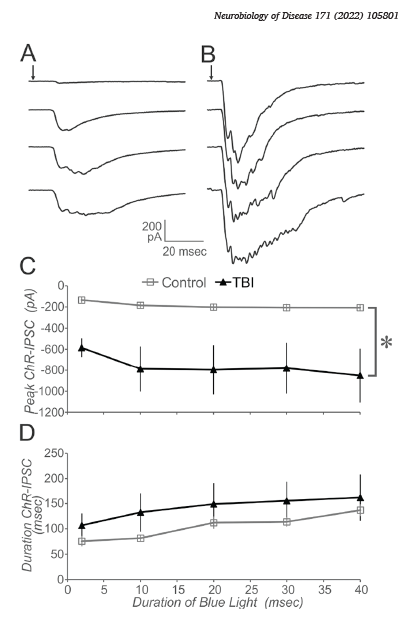 Neurobiology of Disease 171 (2022) 105801
A
B
200
pA
20 msec
C
Control
TBI
0
-200
-400
-600
-800
-1000
-1200
Peak ChR-IPSC (pA)
*
D
250
200
150
100
50
0
Duration ChR-IPSC
(msec)
0 5 10 15 20 25 30 35 40
Duration of Blue Light (msec)